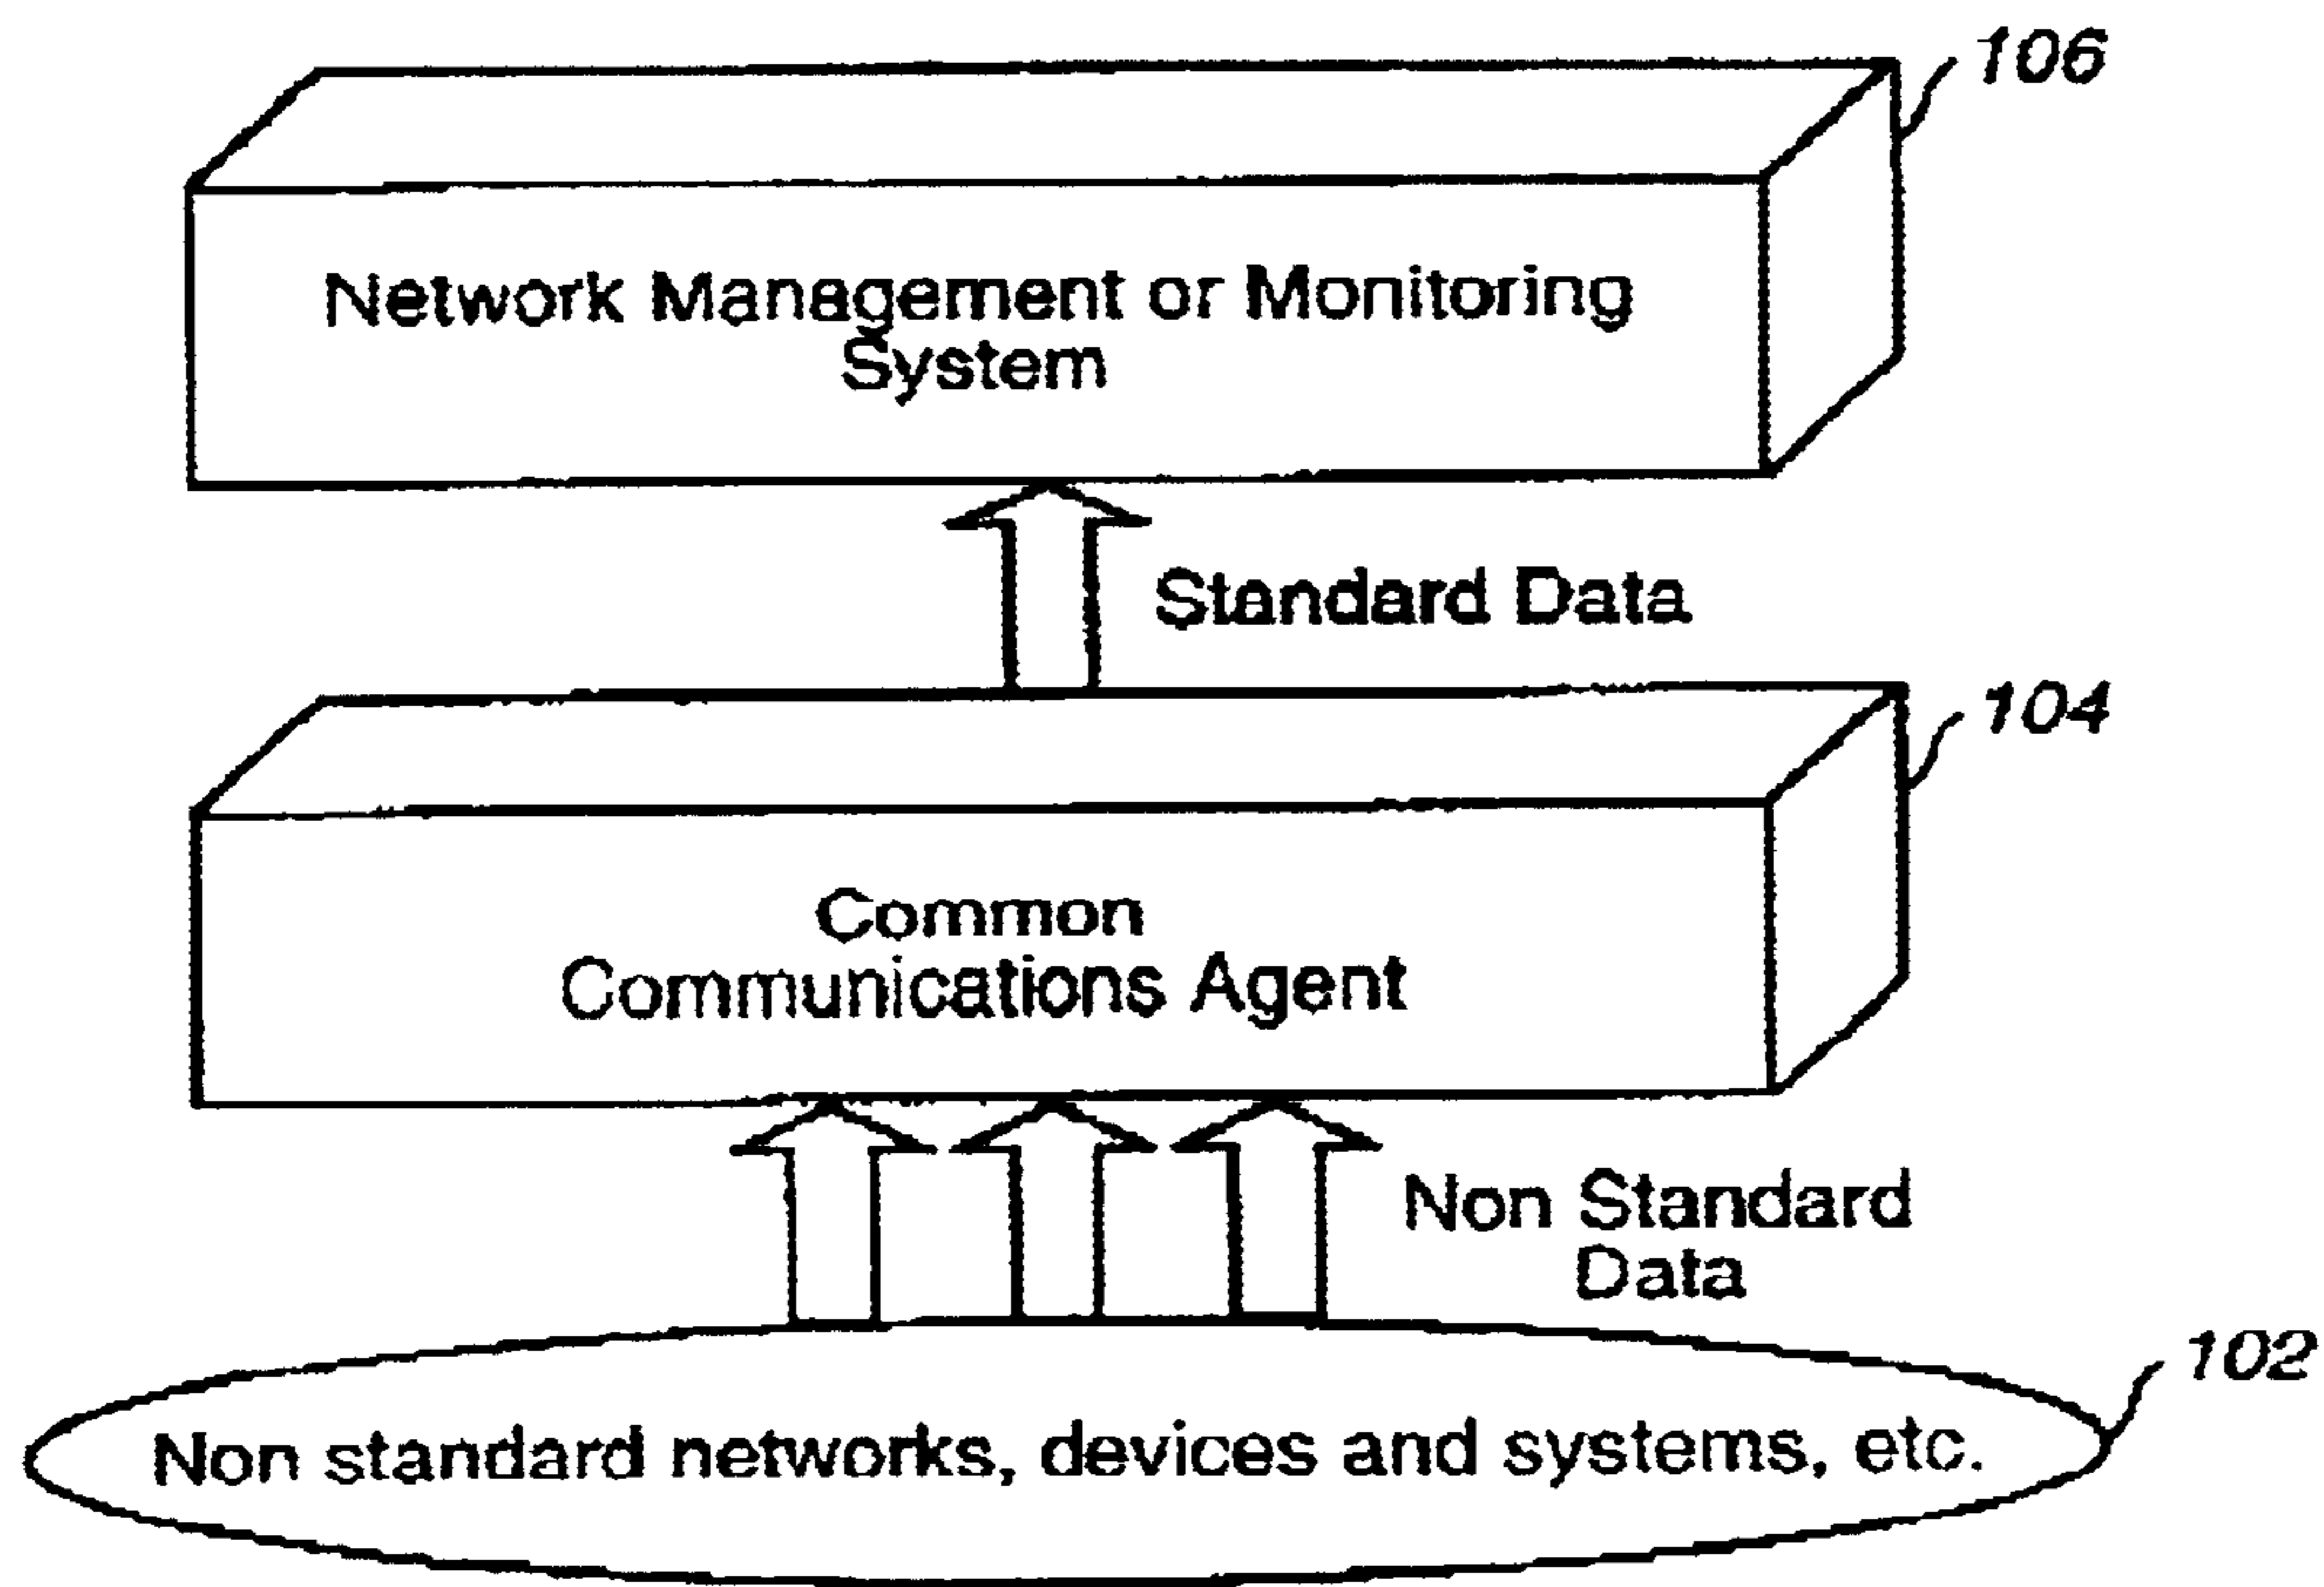 106
Network Management or Monitoring
System
Standard Data
104
Common
Communications Agent
Non Standard
Data
102
Non standard networks, devices and systems, etc.